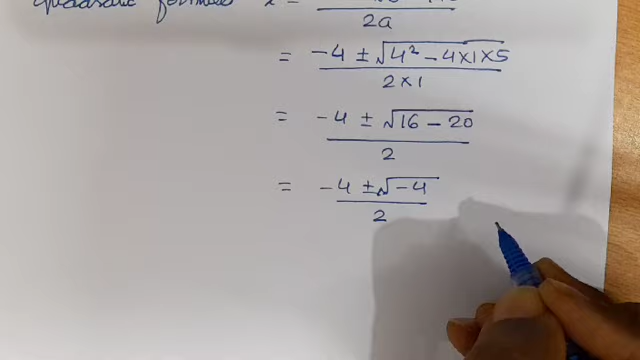 quadratic formula x =
2a
= -4 ± √4² - 4×1×5
2×1
= -4 ± √16 - 20
2
= -4 ± √-4
2